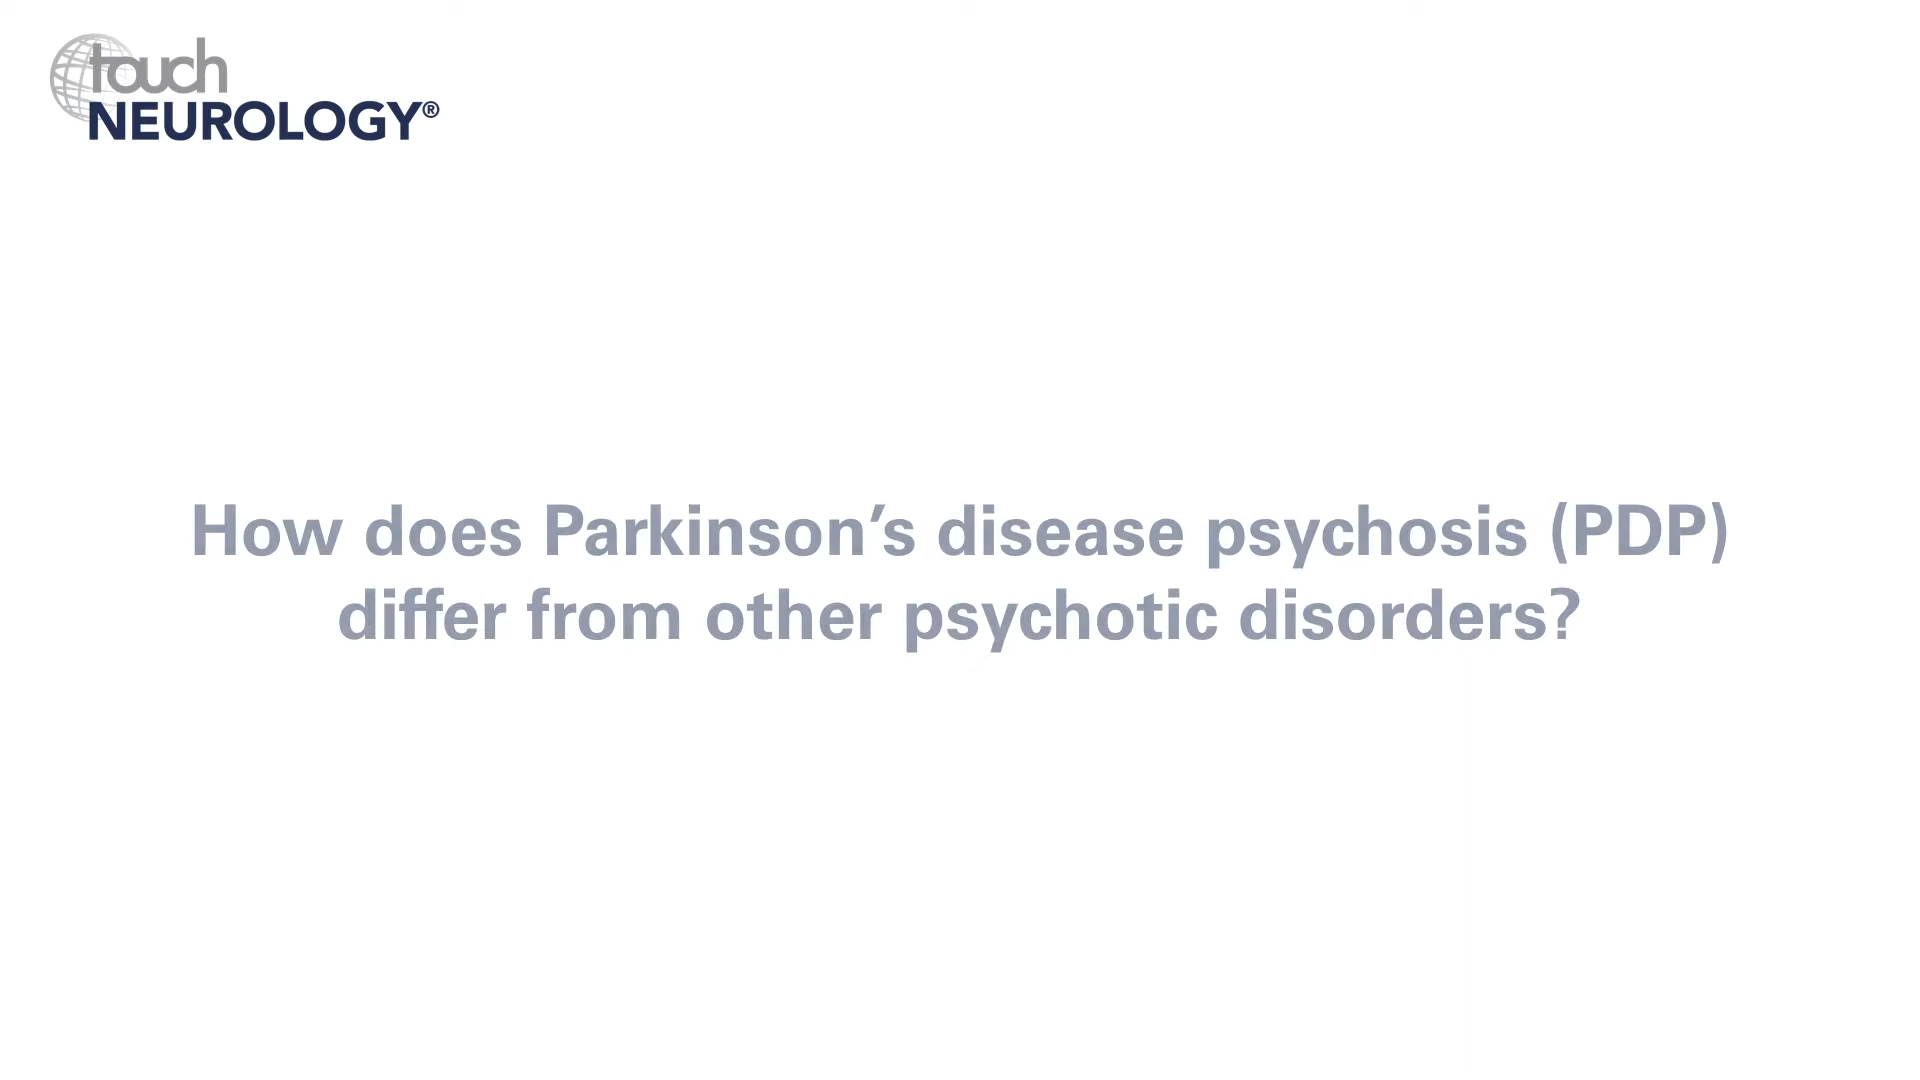 touch
NEUROLOGY®
How does Parkinson’s disease psychosis (PDP)
differ from other psychotic disorders?